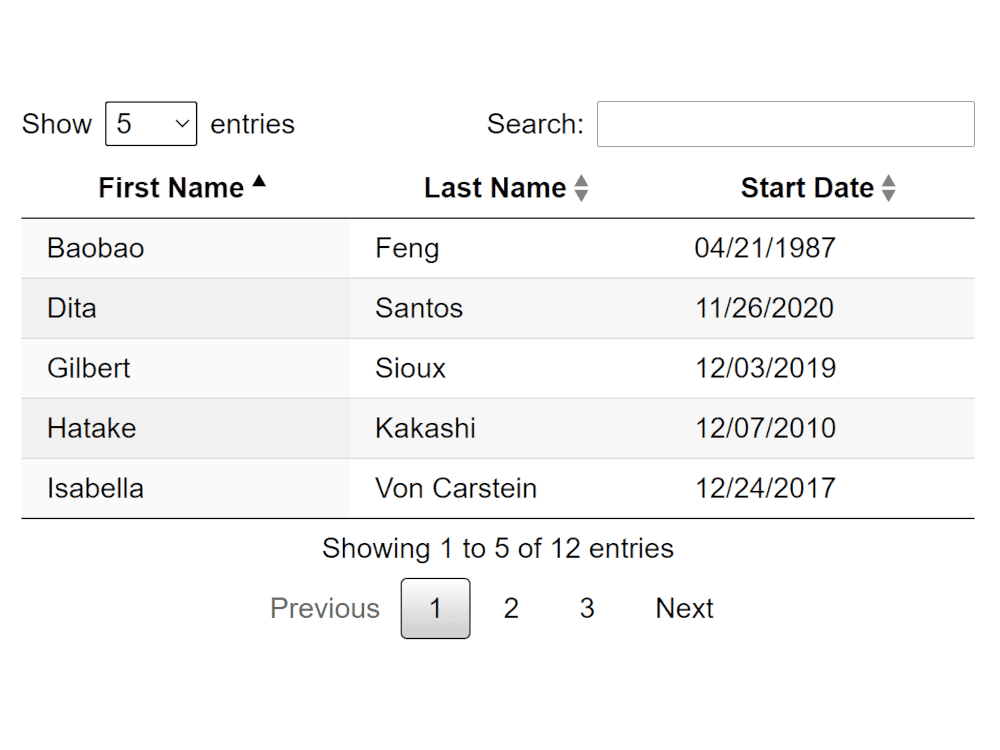 Show 5 entries Search:
First Name Last Name Start Date
Baobao Feng 04/21/1987
Dita Santos 11/26/2020
Gilbert Sioux 12/03/2019
Hatake Kakashi 12/07/2010
Isabella Von Carstein 12/24/2017
Showing 1 to 5 of 12 entries
Previous 1 2 3 Next